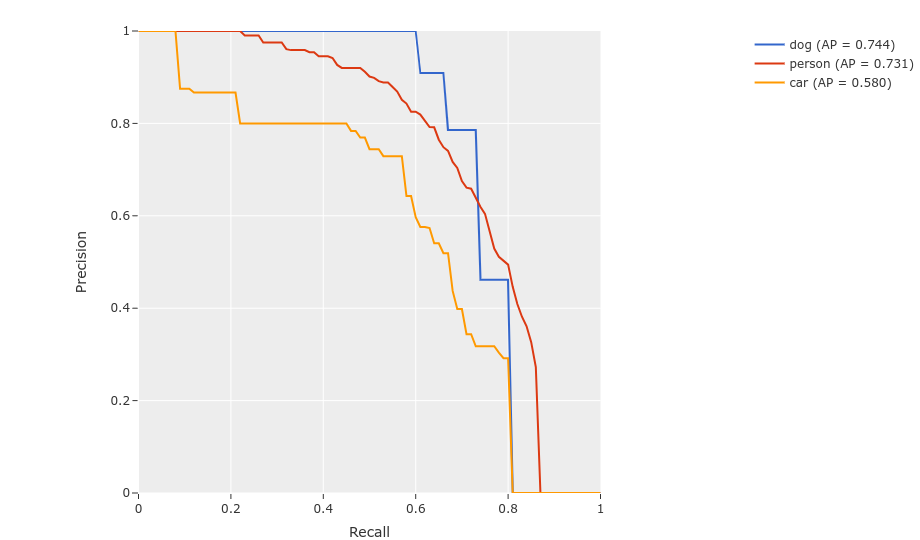 1
0.8
0.6
0.4
0.2
0
Precision
0
0.2
0.4
0.6
0.8
1
Recall
dog (AP = 0.744)
person (AP = 0.731)
car (AP = 0.580)